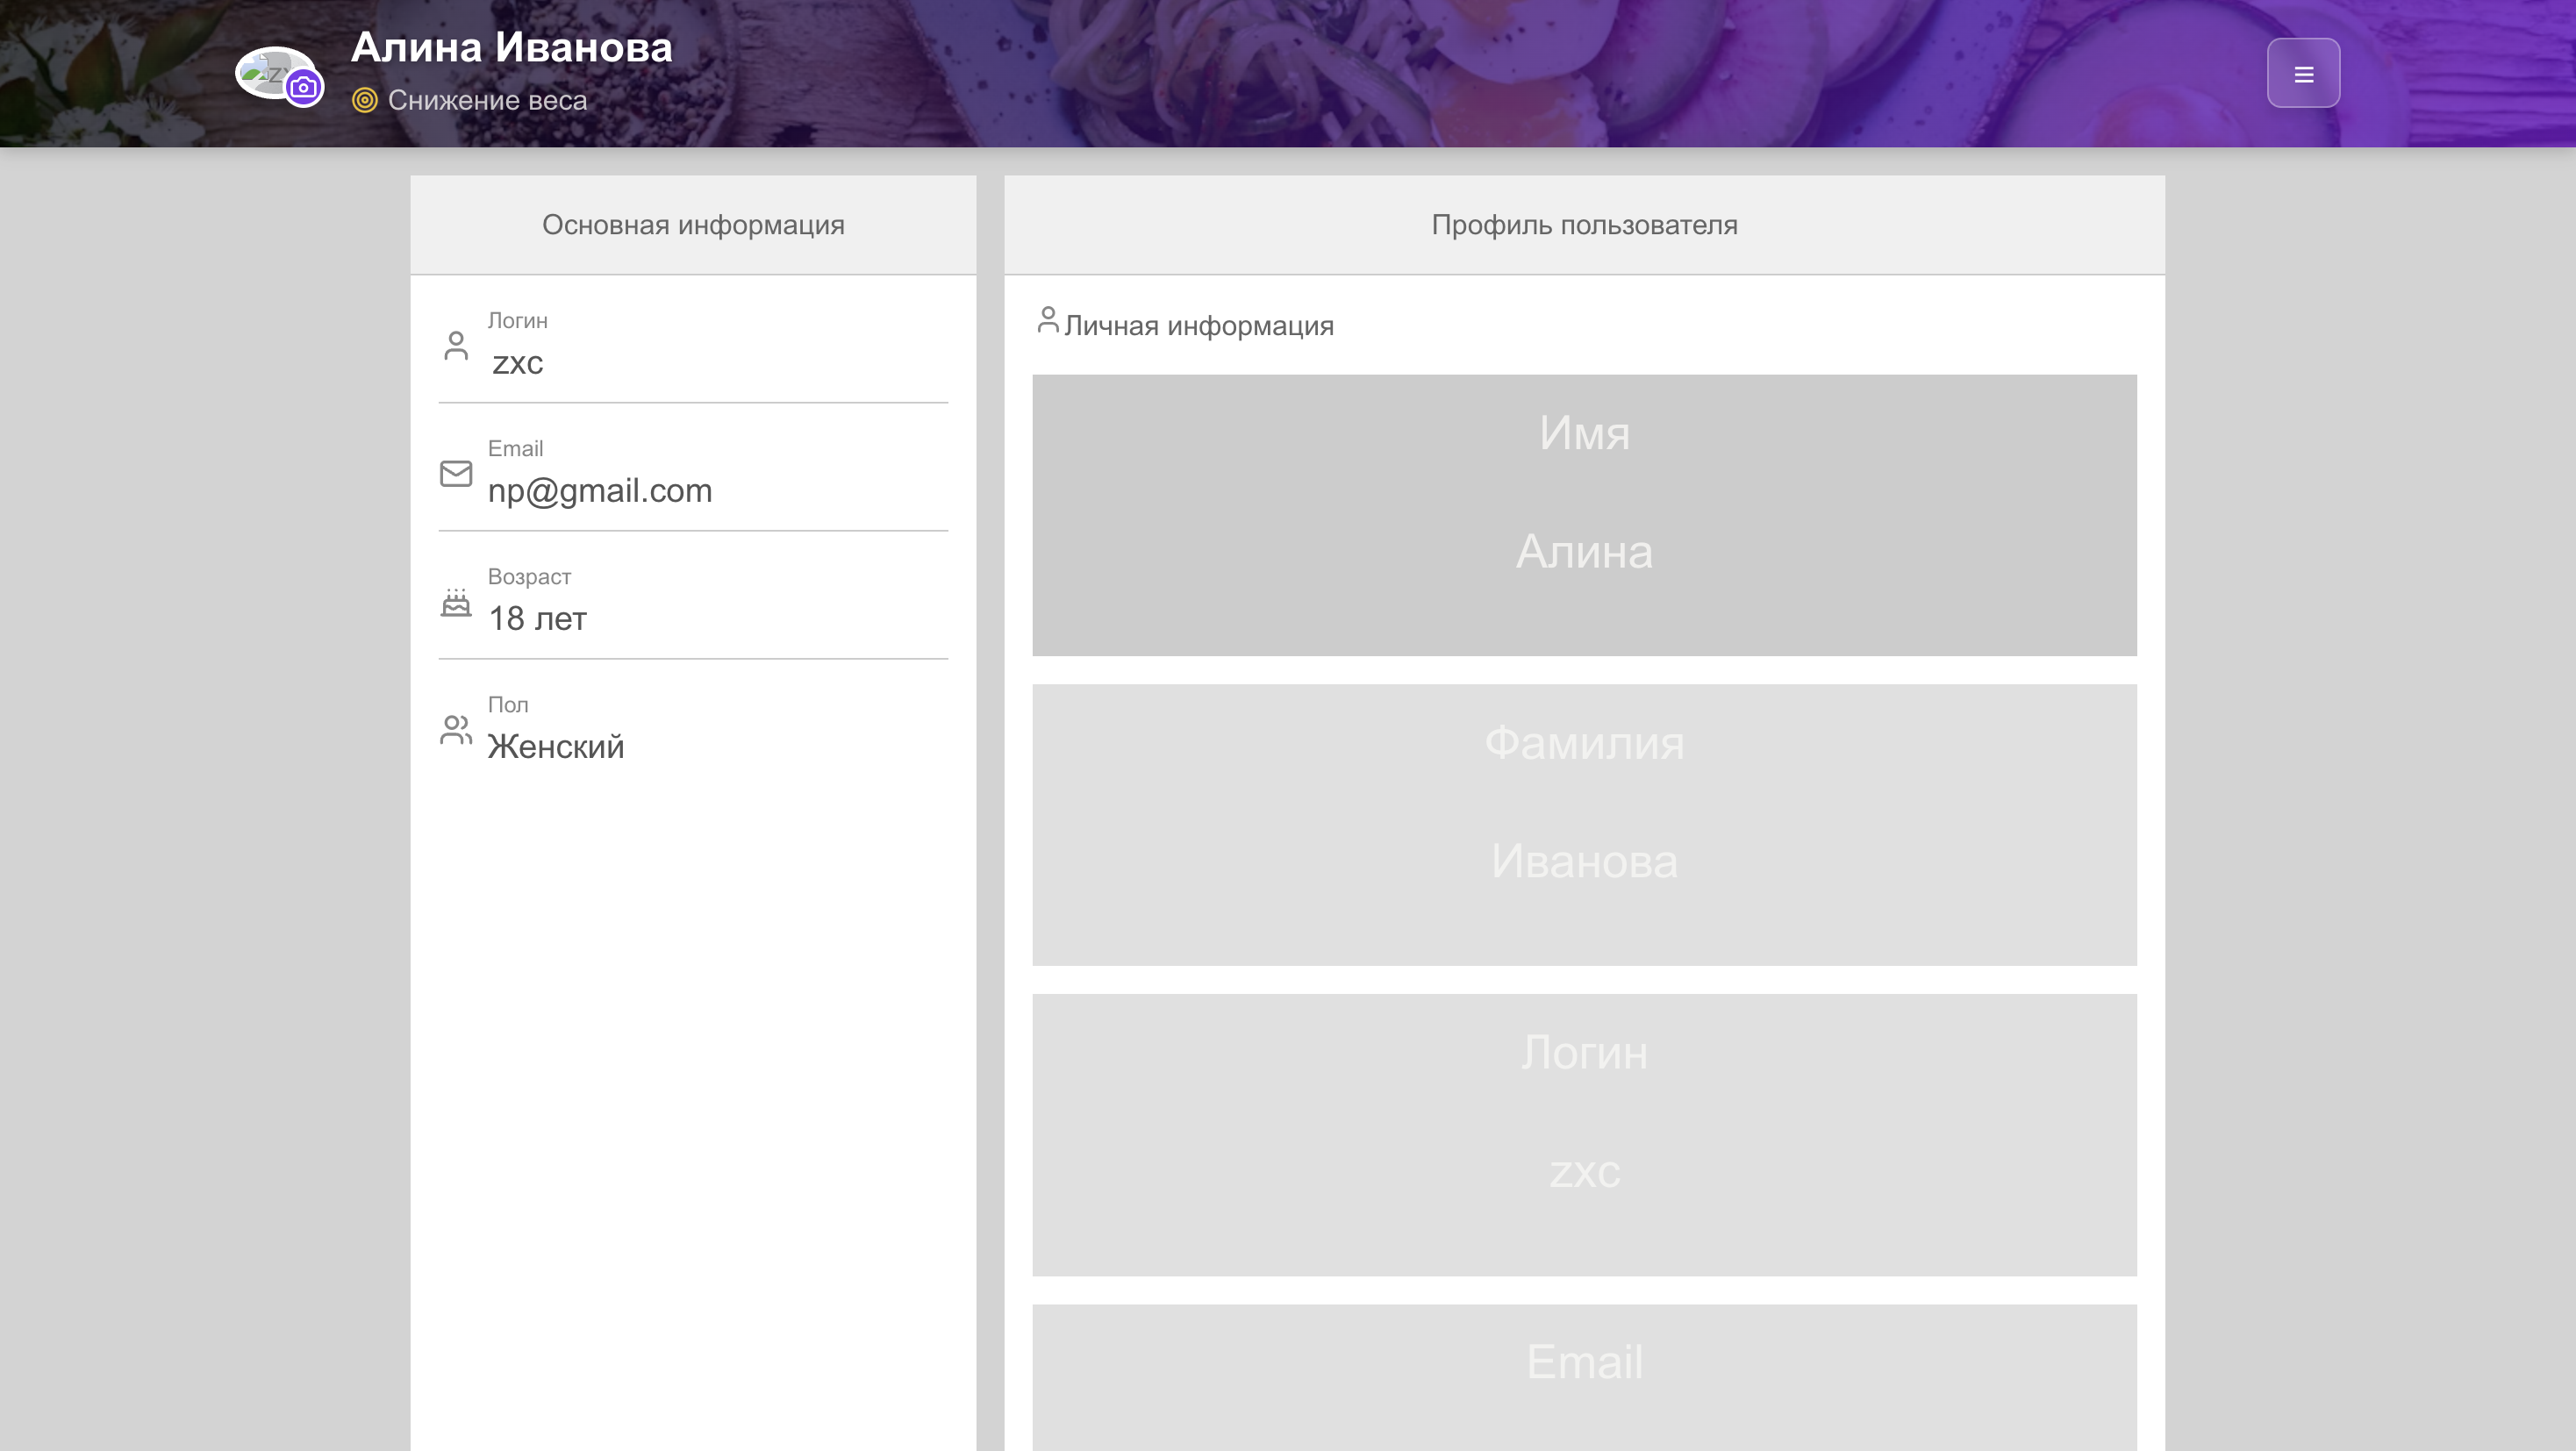 Алина Иванова
Снижение веса
Основная информация
Логин
zxc
Email
np@gmail.com
Возраст
18 лет
Пол
Женский
Профиль пользователя
Личная информация
Имя
Алина
Фамилия
Иванова
Логин
zxc
Email